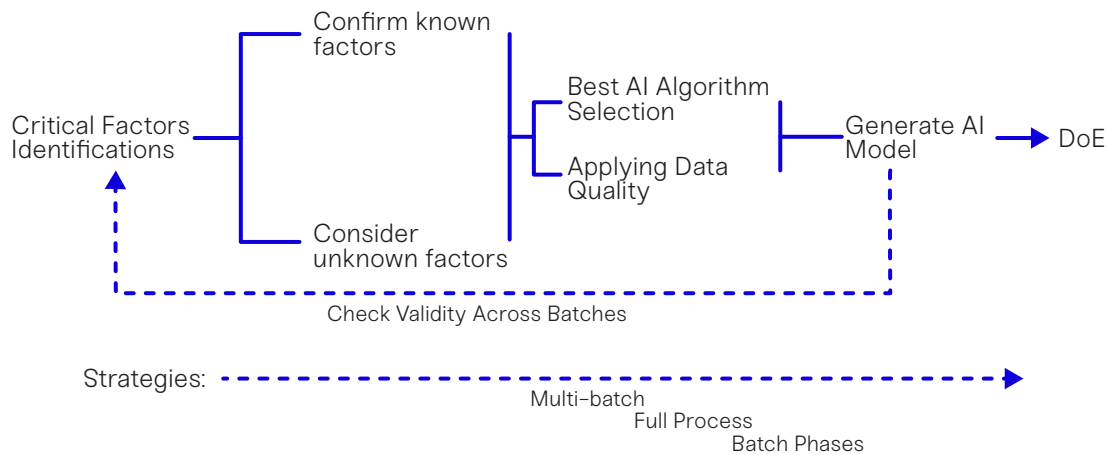 Confirm known
factors
Best AI Algorithm
Selection
Critical Factors
Identifications
Generate AI
Model
DoE
Applying Data
Quality
Consider
unknown factors
Check Validity Across Batches
Strategies:
Multi-batch
Full Process
Batch Phases